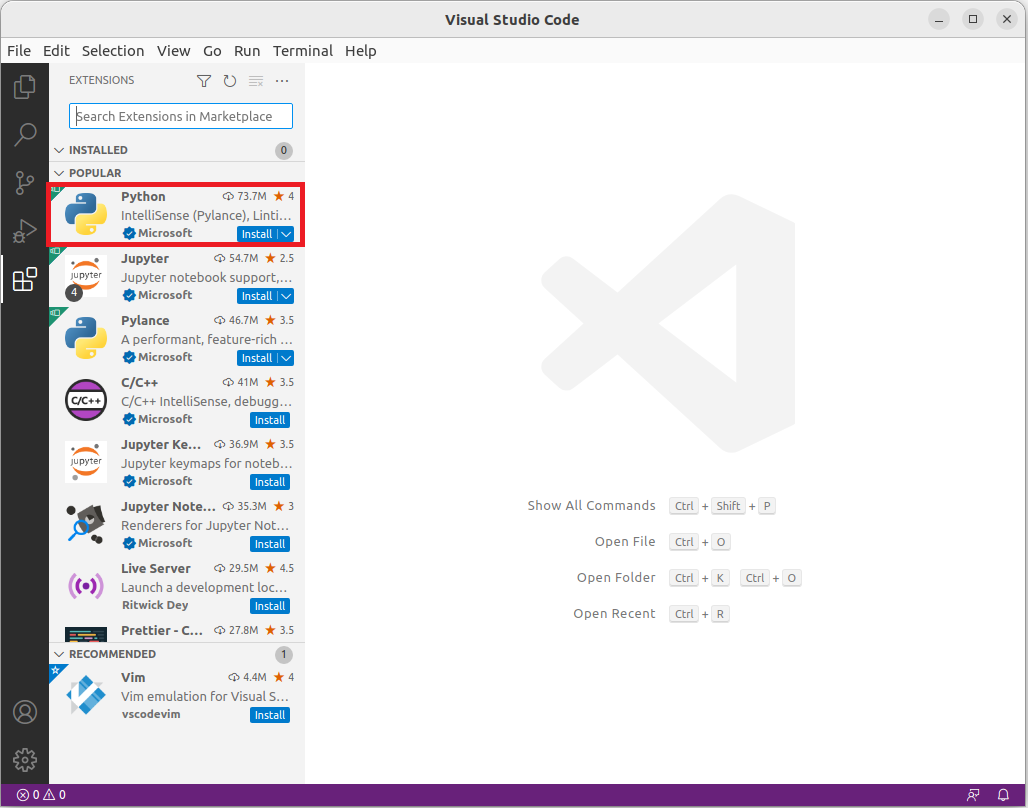 Visual Studio Code
File Edit Selection View Go Run Terminal Help
EXTENSIONS
Search Extensions in Marketplace
INSTALLED 0
POPULAR
Python 73.7M 4
IntelliSense (Pylance), Linti...
Microsoft Install
Jupyter 54.7M 2.5
Jupyter notebook support,...
Microsoft Install
jupyter
4
Pylance 46.7M 3.5
A performant, feature-rich ...
Microsoft Install
C/C++ 41M 3.5
C/C++ IntelliSense, debugg...
Microsoft Install
C/C++
Jupyter Ke... 36.9M 3.5
Jupyter keymaps for noteb...
Microsoft Install
jupyter
Jupyter Note... 35.3M 3
Renderers for Jupyter Not...
Microsoft Install
Live Server 29.5M 4.5
Launch a development loc...
Ritwick Dey Install
Prettier - C... 27.8M 3.5
RECOMMENDED 1
Vim 4.4M 4
Vim emulation for Visual S...
vscodevim Install
Show All Commands Ctrl + Shift + P
Open File Ctrl + O
Open Folder Ctrl + K Ctrl + O
Open Recent Ctrl + R
0 0